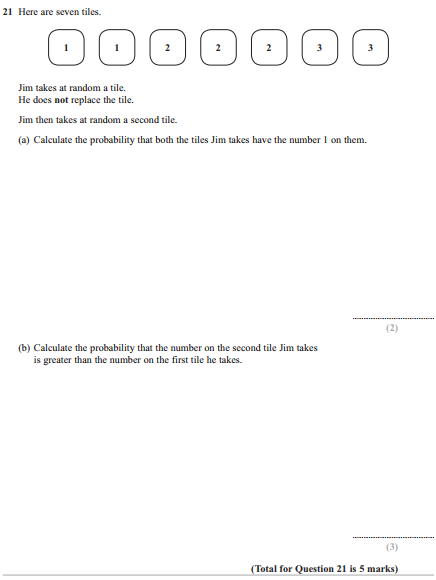 21 Here are seven tiles.
1 1 2 2 2 3 3
Jim takes at random a tile.
He does not replace the tile.
Jim then takes at random a second tile.
(a) Calculate the probability that both the tiles Jim takes have the number 1 on them.
(2)
(b) Calculate the probability that the number on the second tile Jim takes
is greater than the number on the first tile he takes.
(3)
(Total for Question 21 is 5 marks)